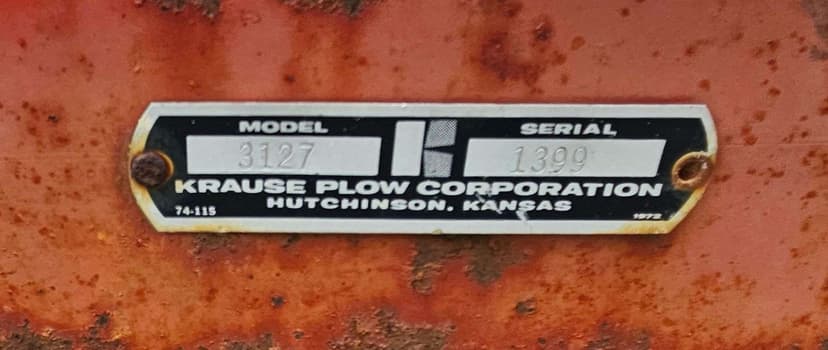 MODEL SERIAL
3127 1399
KRAUSE PLOW CORPORATION
HUTCHINSON, KANSAS
74-115 1972